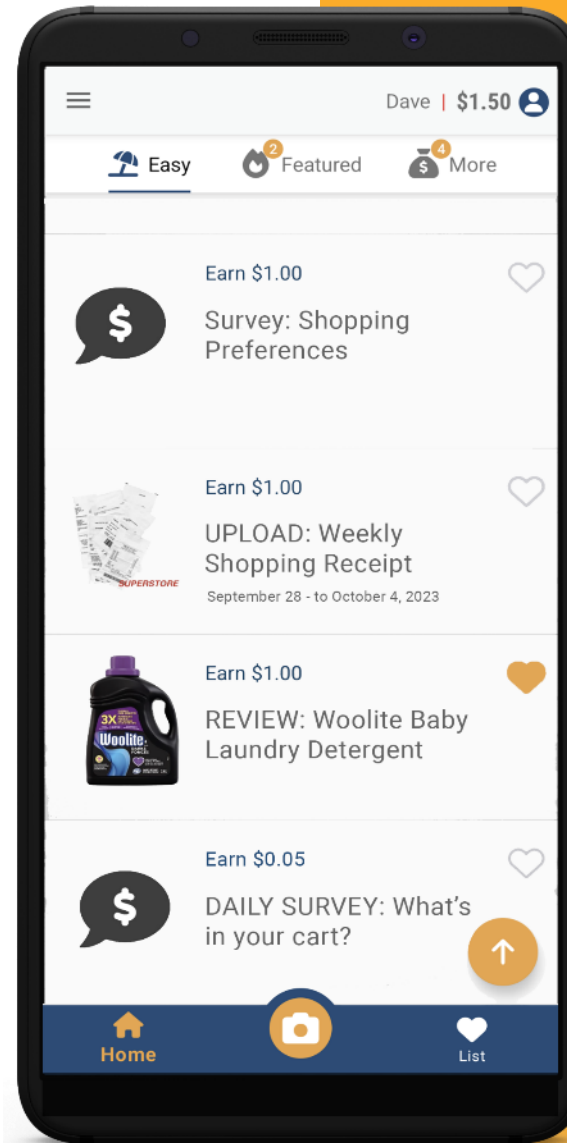 Dave | $1.50
Easy
2
Featured
4
$
More
Earn $1.00
$
Survey: Shopping
Preferences
Earn $1.00
UPLOAD: Weekly
Shopping Receipt
SUPERSTORE
September 28 - to October 4, 2023
Earn $1.00
REVIEW: Woolite Baby
Laundry Detergent
3X
Woolite
Earn $0.05
$
DAILY SURVEY: What's
in your cart?
Home
List